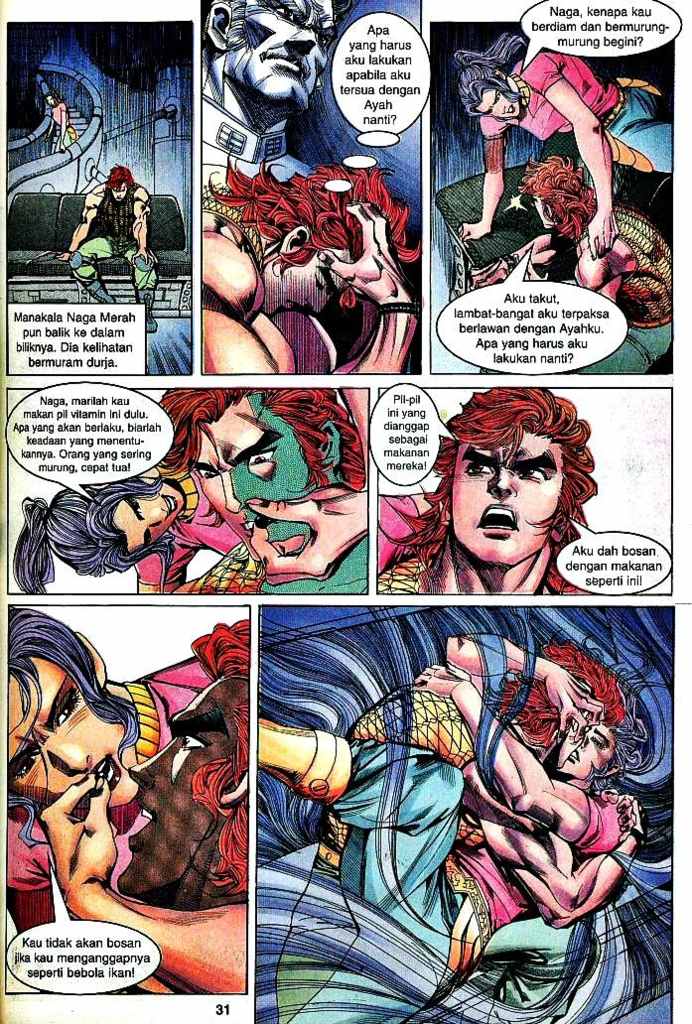 Manakala Naga Merah
pun balik ke dalam
biliknya. Dia kelihatan
bermuram durja.
Apa
yang harus
aku lakukan
apabila aku
tersua dengan
Ayah
nanti?
Naga, kenapa kau
berdiam dan bermurung-
murung begini?
Aku takut,
lambat-bangat aku terpaksa
berlawan dengan Ayahku.
Apa yang harus aku
lakukan nanti?
Naga, marilah kau
makan pil vitamin ini dulu.
Apa yang akan berlaku, biarlah
keadaan yang menentu-
kannya. Orang yang sering
murung, cepat tua!
Pil-pil
ini yang
dianggap
sebagai
makanan
mereka!
Aku dah bosan
dengan makanan
seperti ini!
Kau tidak akan bosan
jika kau menganggapnya
seperti bebola ikan!
31